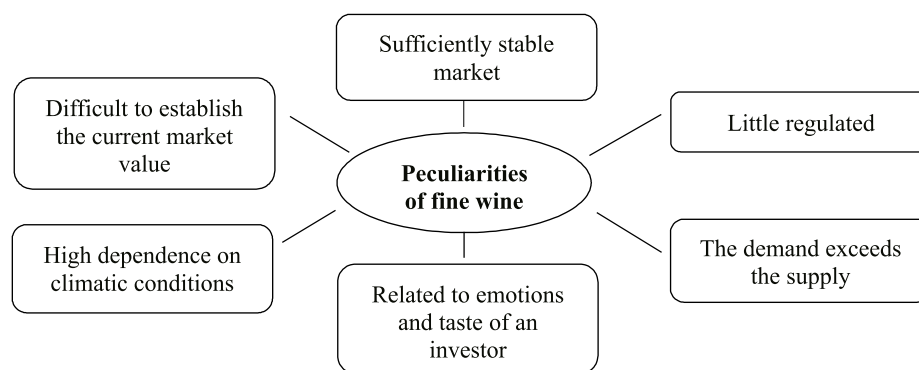 Sufficiently stable
market
Difficult to establish
the current market
value
Little regulated
Peculiarities
of fine wine
High dependence on
climatic conditions
The demand exceeds
the supply
Related to emotions
and taste of an
investor